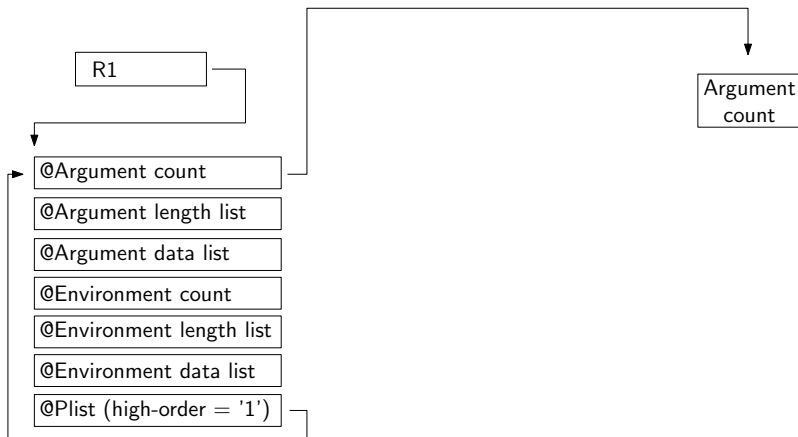 R1
Argument
count
@Argument count
@Argument length list
@Argument data list
@Environment count
@Environment length list
@Environment data list
@Plist (high-order = '1')